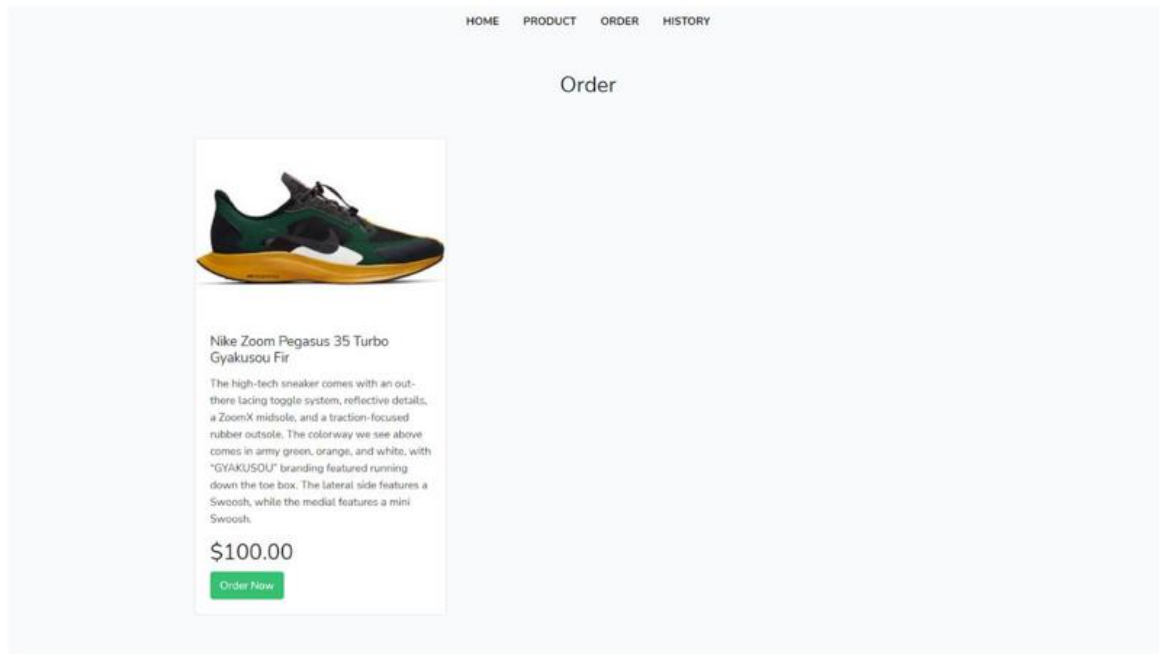 HOME PRODUCT ORDER HISTORY
Order
Nike Zoom Pegasus 35 Turbo
Gyakusou Fir
The high-tech sneaker comes with an out-
there lacing toggle system, reflective details,
a ZoomX midsole, and a traction-focused
rubber outsole. The colorway we see above
comes in army green, orange, and white, with
"GYAKUSOU" branding featured running
down the toe box. The lateral side features a
Swoosh, while the medial features a mini
Swoosh.
$100.00
Order Now